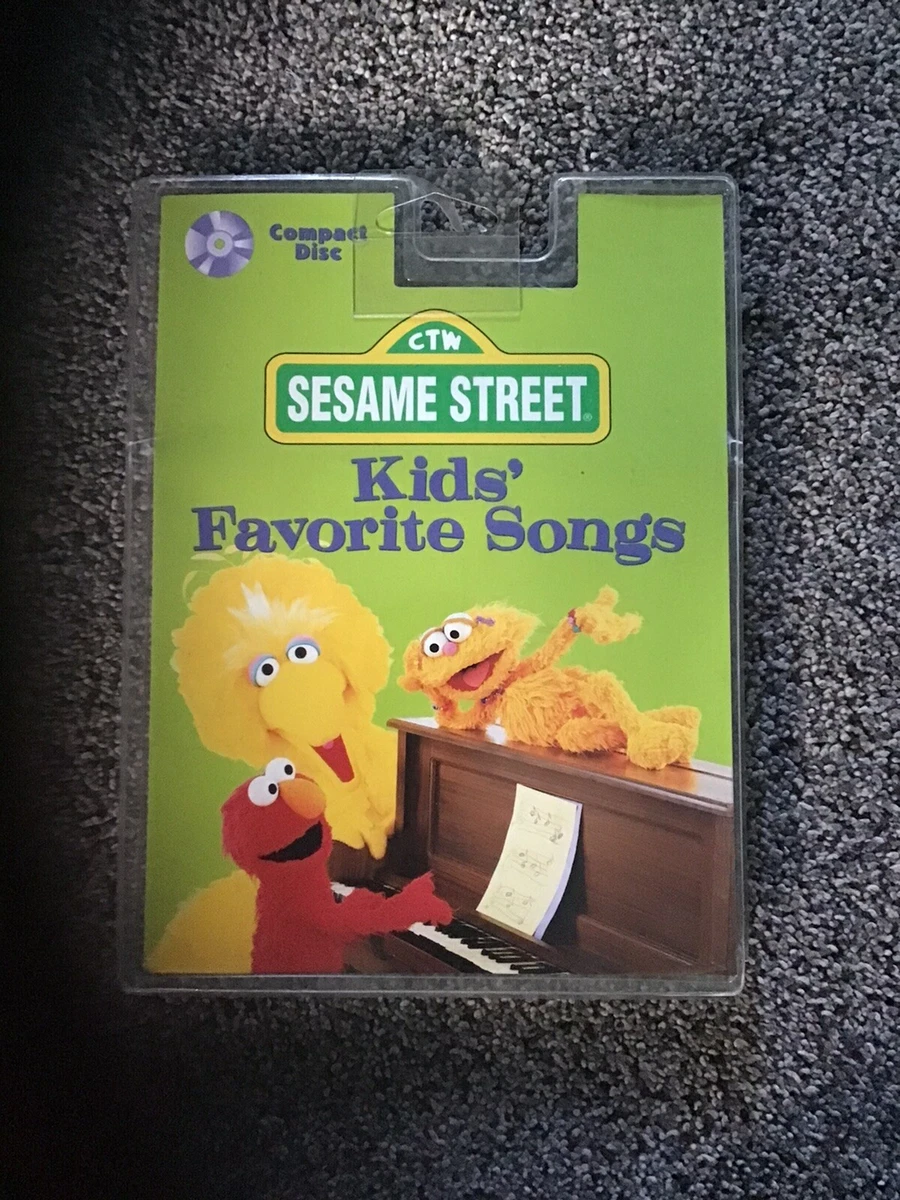 Compact
Disc
CTW
SESAME STREET®
Kids'
Favorite Songs